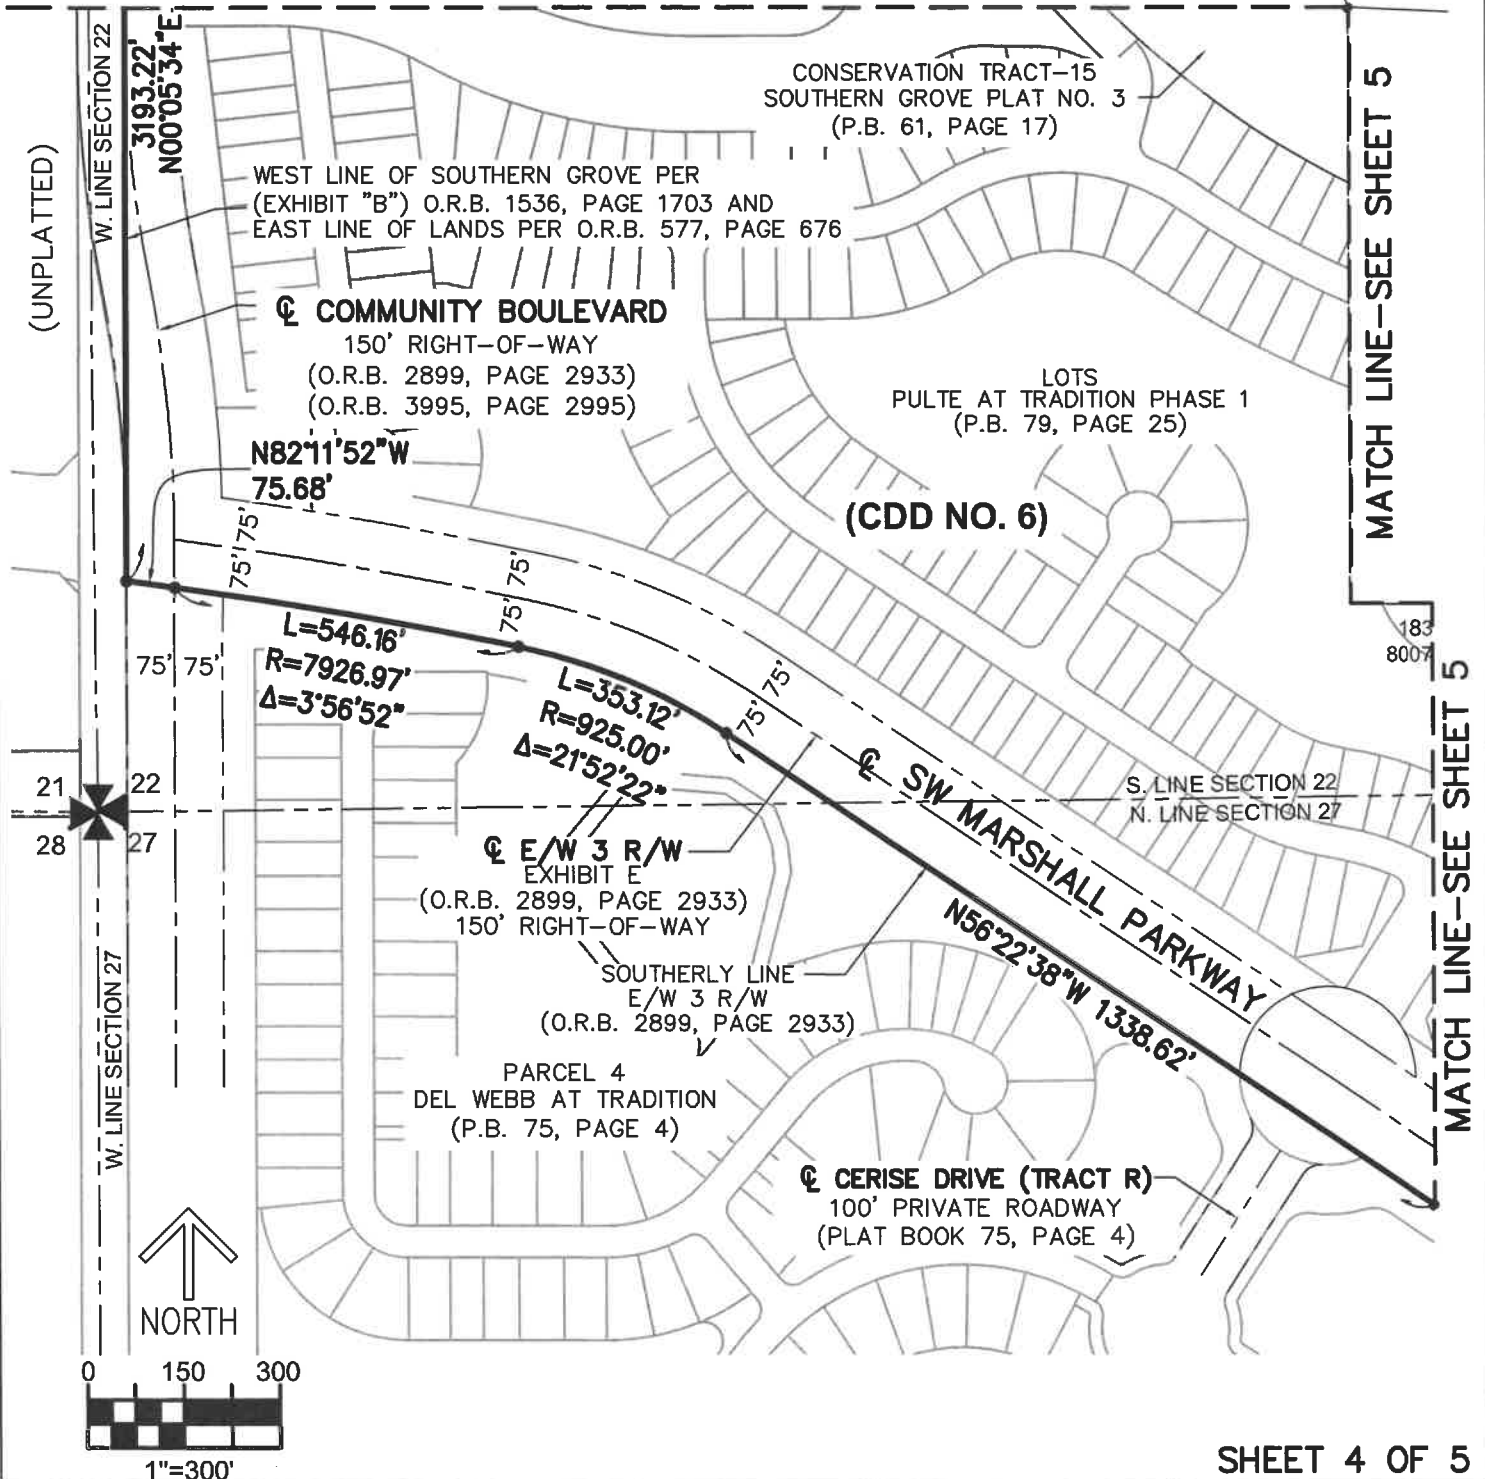 3193.22'
N00°05'34"E
W. LINE SECTION 22
(UNPLATTED)
CONSERVATION TRACT-15
SOUTHERN GROVE PLAT NO. 3
(P.B. 61, PAGE 17)
MATCH LINE-SEE SHEET 5
WEST LINE OF SOUTHERN GROVE PER
(EXHIBIT "B") O.R.B. 1536, PAGE 1703 AND
EAST LINE OF LANDS PER O.R.B. 577, PAGE 676
℄ COMMUNITY BOULEVARD
150' RIGHT-OF-WAY
(O.R.B. 2899, PAGE 2933)
(O.R.B. 3995, PAGE 2995)
LOTS
PULTE AT TRADITION PHASE 1
(P.B. 79, PAGE 25)
N82°11'52"W
75.68'
(CDD NO. 6)
75' 75'
75' 75'
75' 75'
75' 75'
L=546.16'
R=7926.97'
Δ=3°56'52"
L=353.12'
R=925.00'
Δ=21°52'22"
183
8007
21 22
28 27
℄ SW MARSHALL PARKWAY
S. LINE SECTION 22
N. LINE SECTION 27
MATCH LINE-SEE SHEET 5
℄ E/W 3 R/W
EXHIBIT E
(O.R.B. 2899, PAGE 2933)
150' RIGHT-OF-WAY
N56°22'38"W 1338.62'
SOUTHERLY LINE
E/W 3 R/W
(O.R.B. 2899, PAGE 2933)
W. LINE SECTION 27
PARCEL 4
DEL WEBB AT TRADITION
(P.B. 75, PAGE 4)
℄ CERISE DRIVE (TRACT R)
100' PRIVATE ROADWAY
(PLAT BOOK 75, PAGE 4)
NORTH
0 150 300
1"=300'
SHEET 4 OF 5